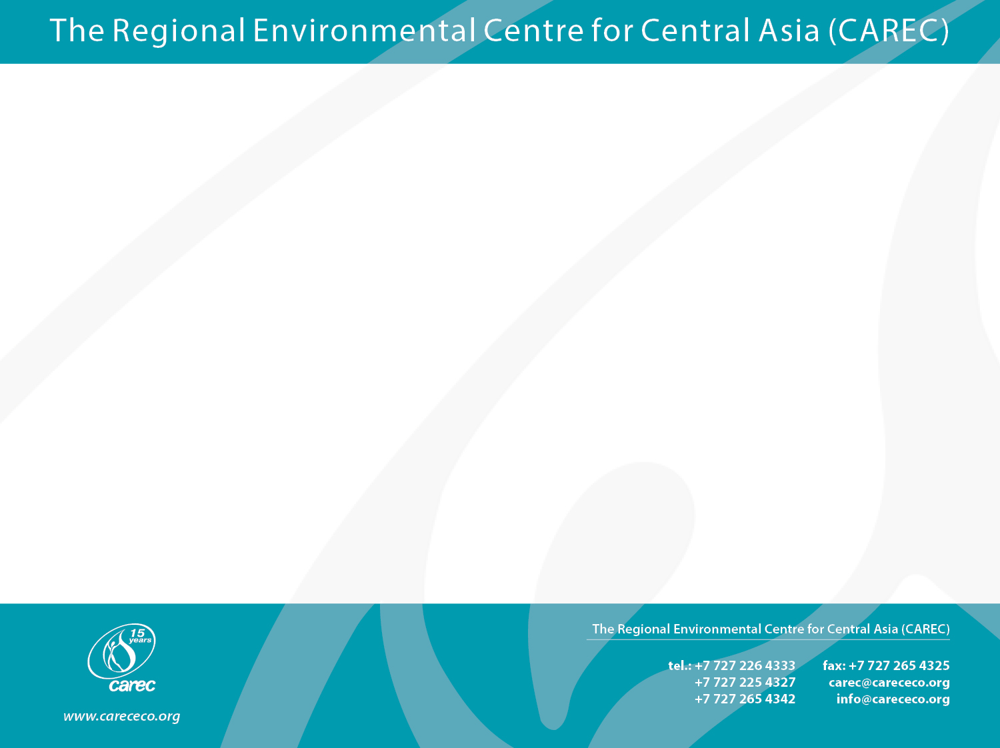 The Regional Environmental Centre for Central Asia (CAREC)
15
years
carec
www.carececo.org
The Regional Environmental Centre for Central Asia (CAREC)
tel.: +7 727 226 4333 fax: +7 727 265 4325
+7 727 225 4327 carec@carececo.org
+7 727 265 4342 info@carececo.org